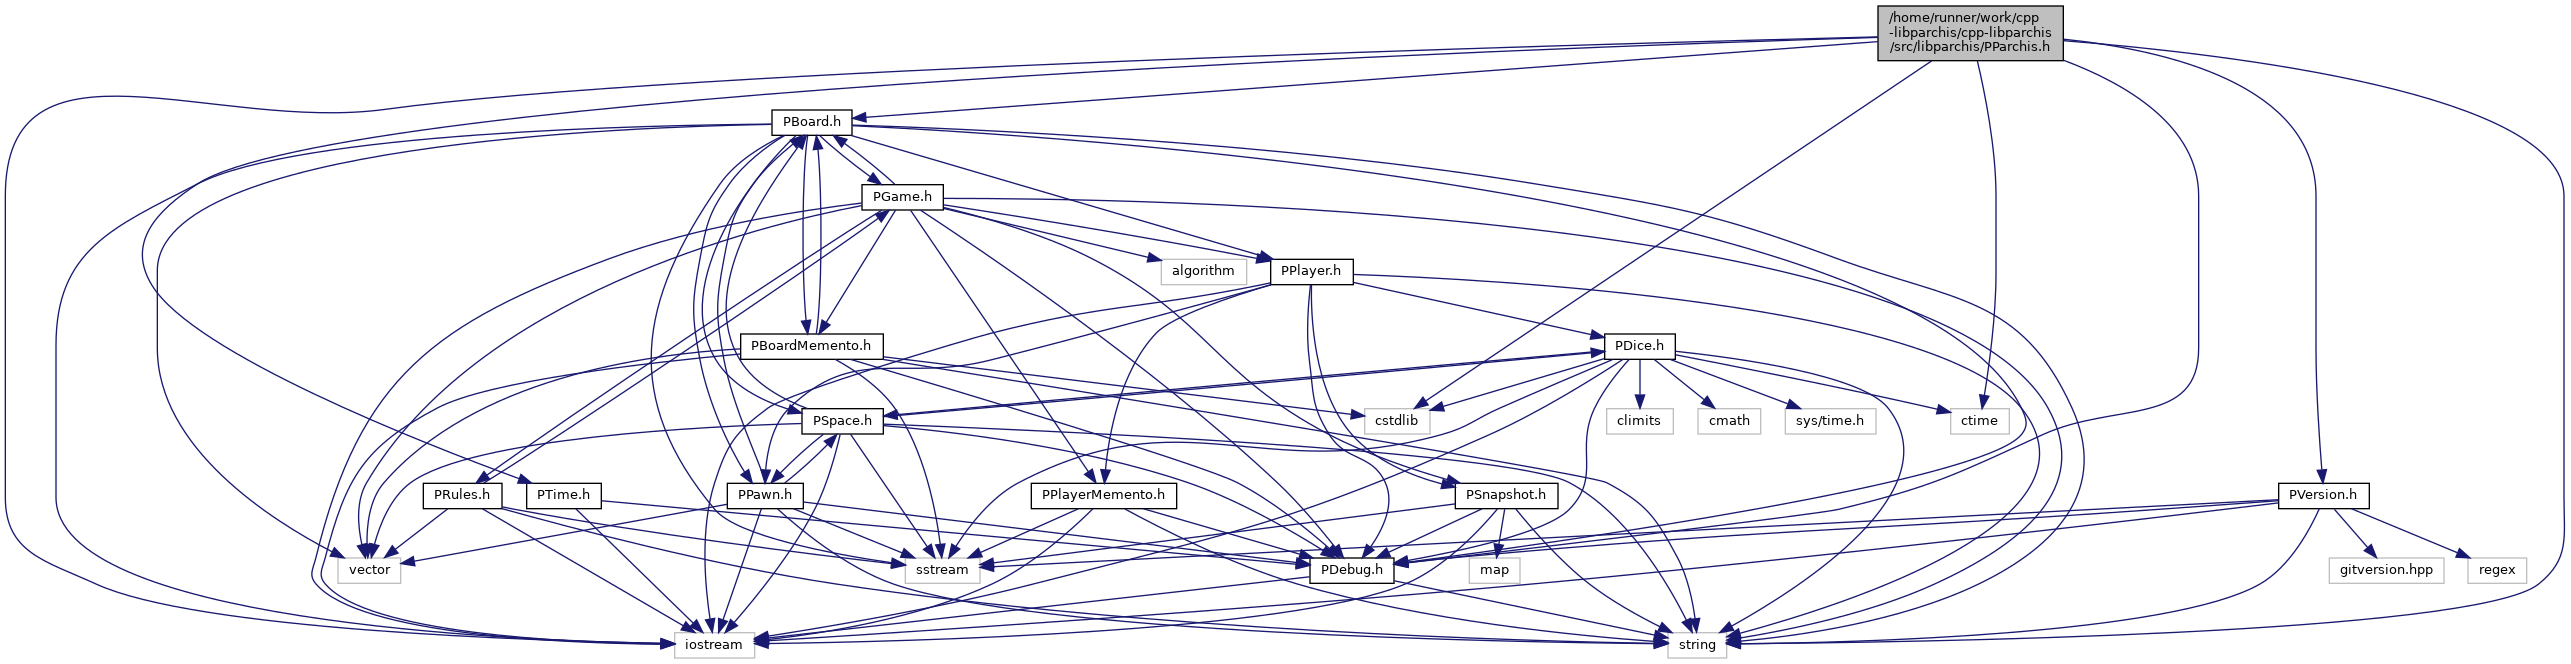 /home/runner/work/cpp
-libparchis/cpp-libparchis
/src/libparchis/PParchis.h
PBoard.h
PGame.h
algorithm
PPlayer.h
PBoardMemento.h
PDice.h
PSpace.h
cstdlib
climits
cmath
sys/time.h
ctime
PRules.h
PTime.h
PPawn.h
PPlayerMemento.h
PSnapshot.h
PVersion.h
vector
sstream
PDebug.h
map
gitversion.hpp
regex
iostream
string